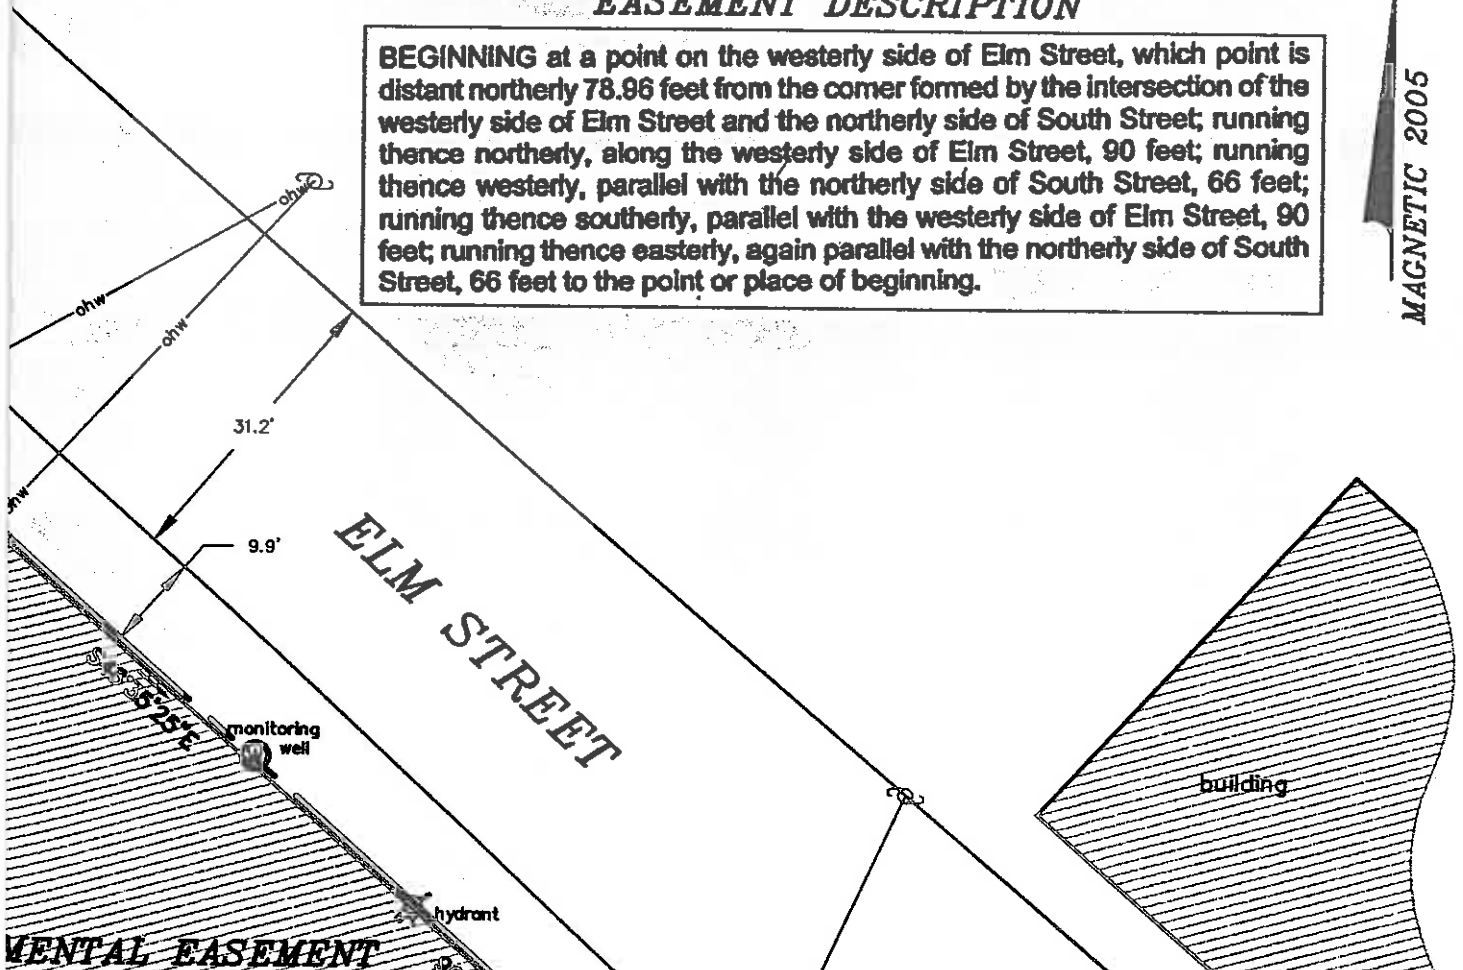 EASEMENT DESCRIPTION
BEGINNING at a point on the westerly side of Elm Street, which point is
distant northerly 78.96 feet from the corner formed by the intersection of the
westerly side of Elm Street and the northerly side of South Street; running
thence northerly, along the westerly side of Elm Street, 90 feet; running
thence westerly, parallel with the northerly side of South Street, 66 feet;
running thence southerly, parallel with the westerly side of Elm Street, 90
feet; running thence easterly, again parallel with the northerly side of South
Street, 66 feet to the point or place of beginning.
MAGNETIC 2005
ohw
ohw
ohw
31.2'
9.9'
ELM STREET
35'25"E
monitoring
well
building
hydrant
MENTAL EASEMENT